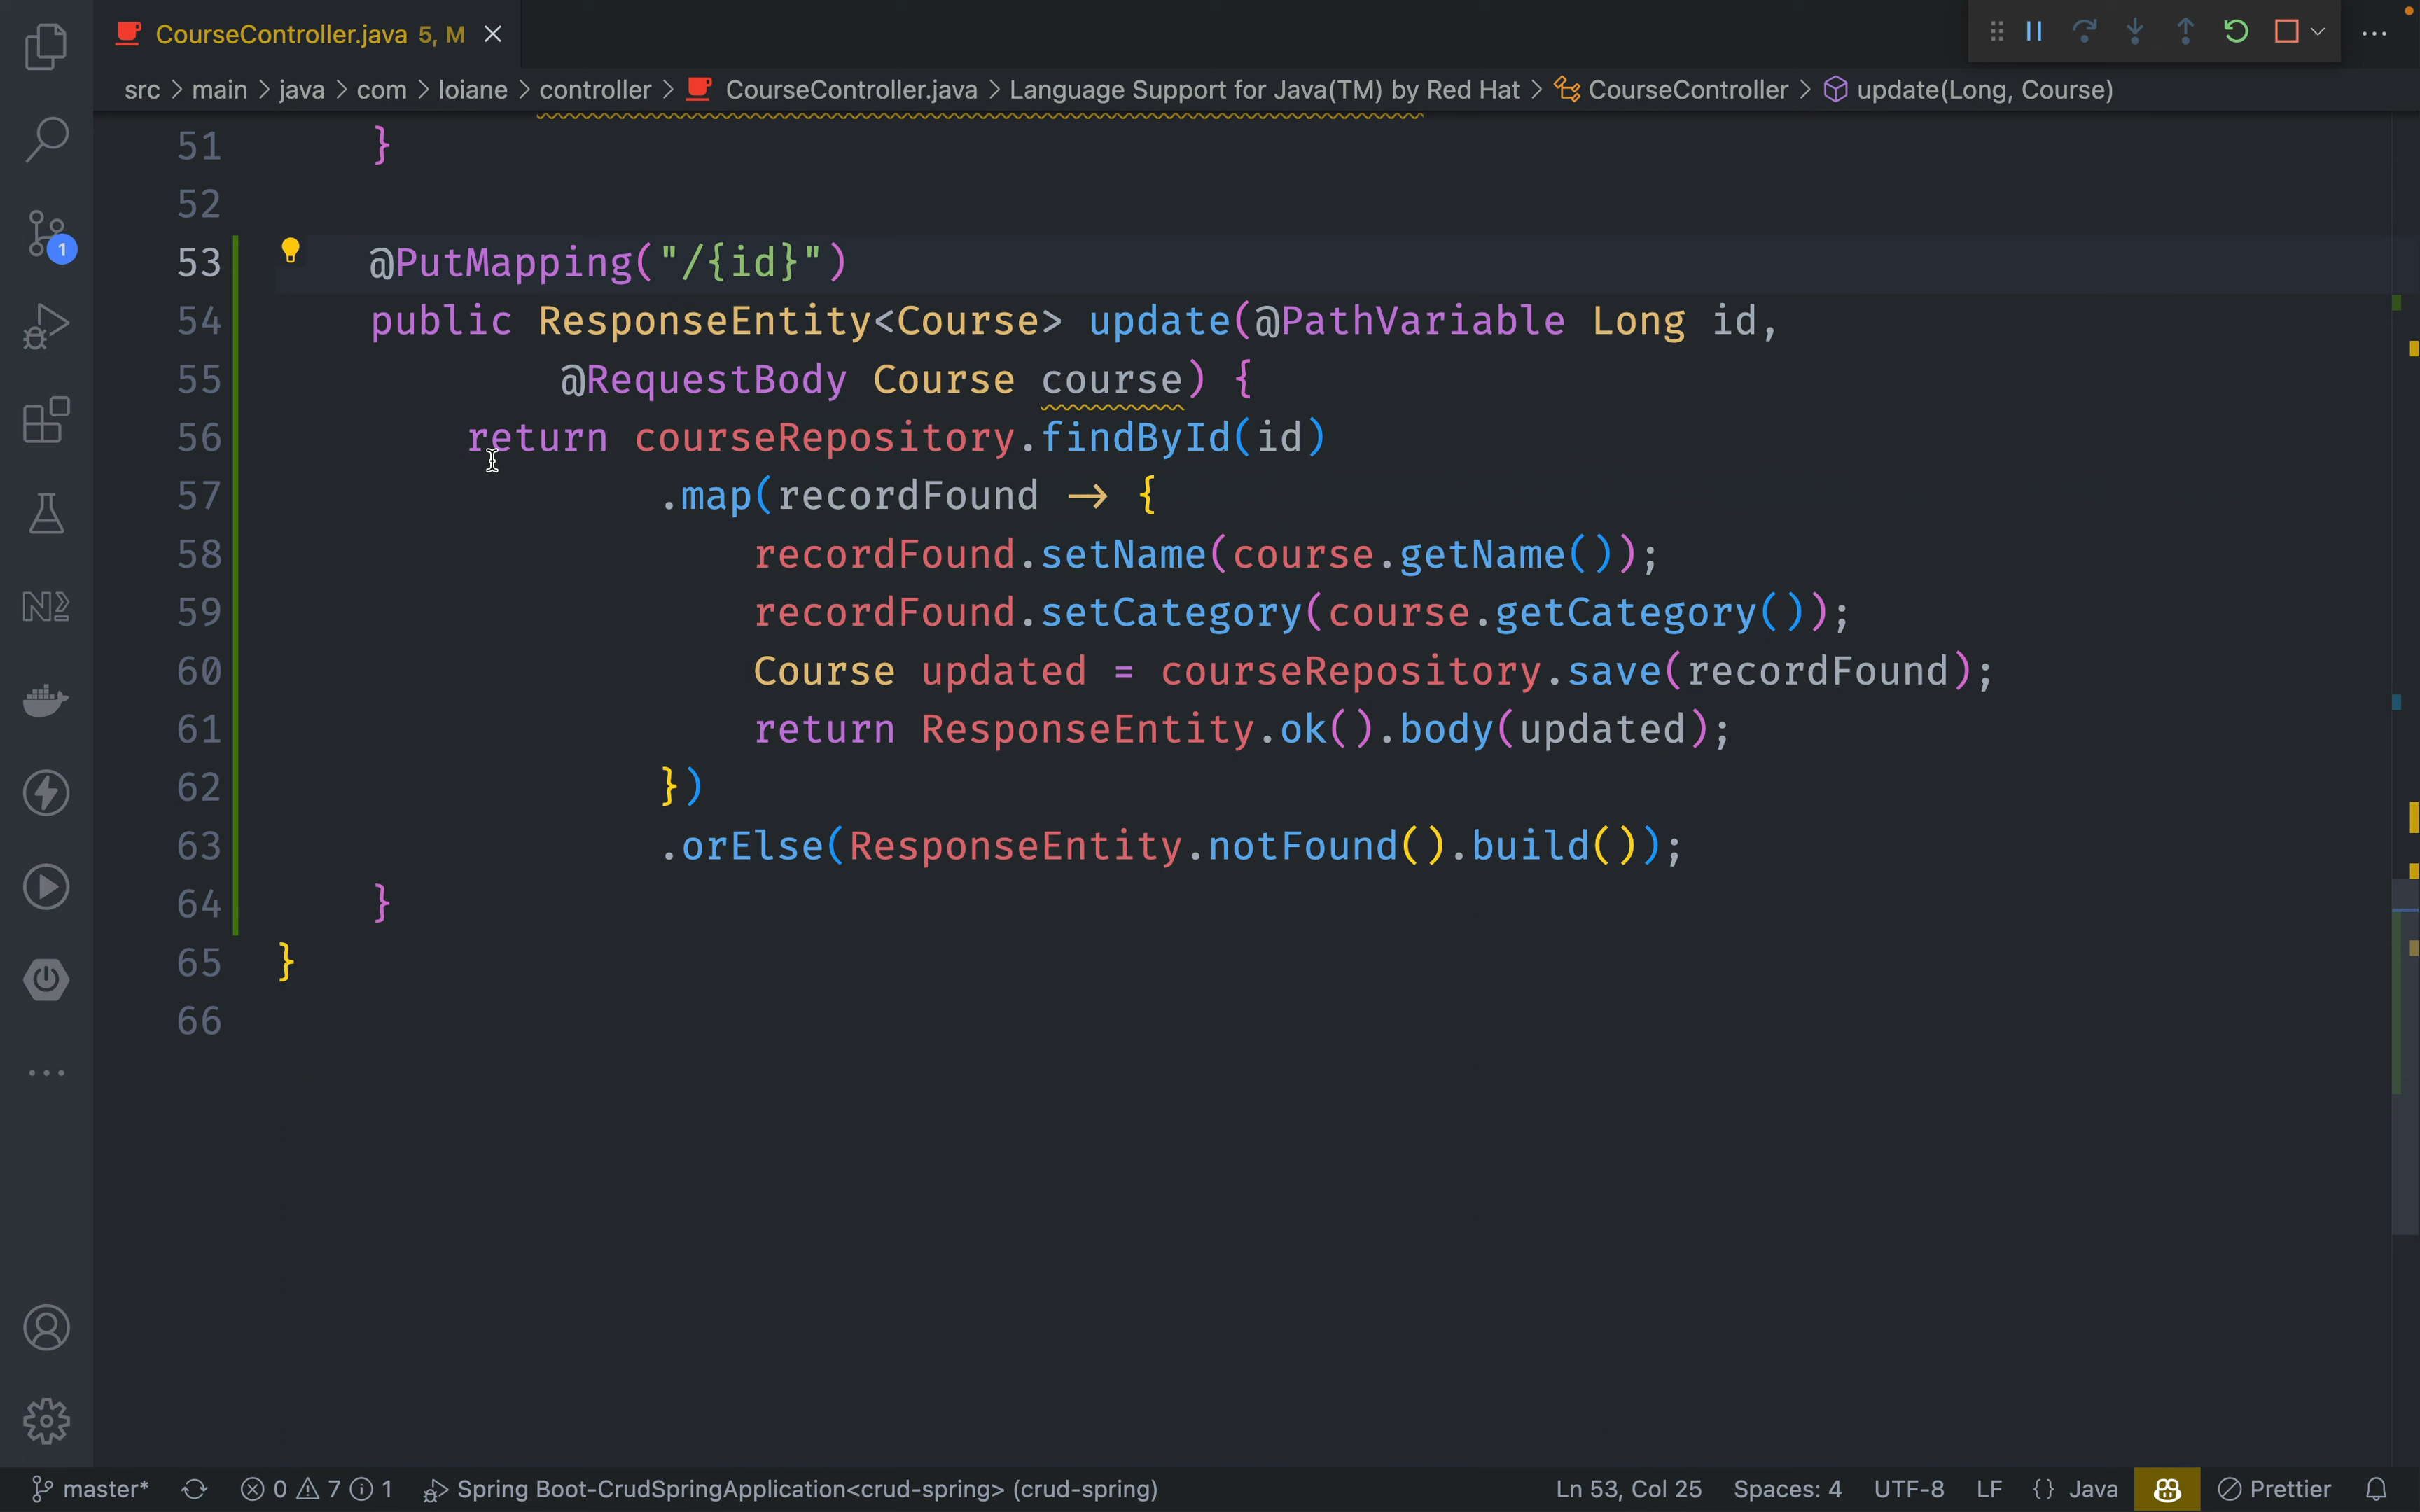 CourseController.java 5, M
src > main > java > com > loiane > controller > CourseController.java > Language Support for Java(TM) by Red Hat > CourseController > update(Long, Course)
51 }
52
53 @PutMapping("/{id}")
54 public ResponseEntity<Course> update(@PathVariable Long id,
55 @RequestBody Course course) {
56 return courseRepository.findById(id)
57 .map(recordFound -> {
58 recordFound.setName(course.getName());
59 recordFound.setCategory(course.getCategory());
60 Course updated = courseRepository.save(recordFound);
61 return ResponseEntity.ok().body(updated);
62 })
63 .orElse(ResponseEntity.notFound().build());
64 }
65 }
66
1
master* 0 7 1 Spring Boot-CrudSpringApplication<crud-spring> (crud-spring) Ln 53, Col 25 Spaces: 4 UTF-8 LF {} Java Prettier